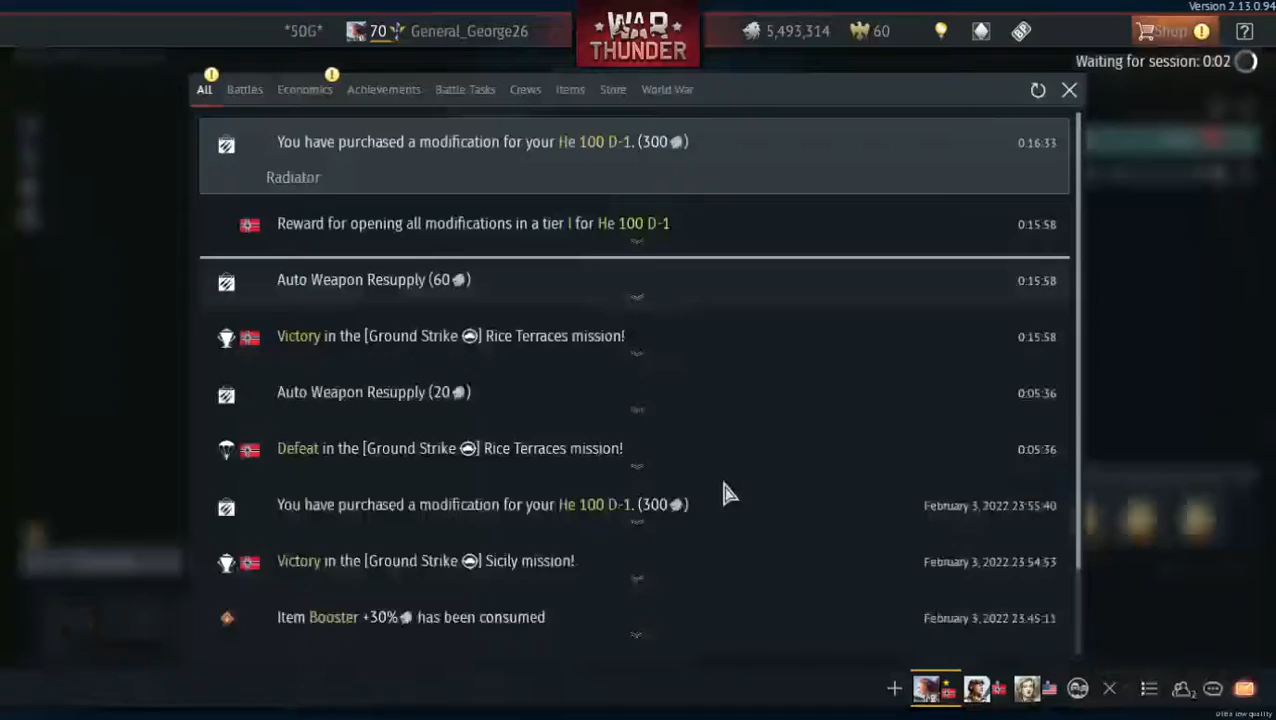 Version 2.13.0.94
*50G* 70 General_George26
WAR
THUNDER
5,493,314 60
Shop
Waiting for session: 0:02
All Battles Economics Achievements Battle Tasks Crews Items Store World War
You have purchased a modification for your He 100 D-1. (300) 0:16:33
Radiator
Reward for opening all modifications in a tier I for He 100 D-1 0:15:58
Auto Weapon Resupply (60) 0:15:58
Victory in the [Ground Strike] Rice Terraces mission! 0:15:58
Auto Weapon Resupply (20) 0:05:36
Defeat in the [Ground Strike] Rice Terraces mission! 0:05:36
You have purchased a modification for your He 100 D-1. (300) February 3, 2022 23:55:40
Victory in the [Ground Strike] Sicily mission! February 3, 2022 23:54:53
Item Booster +30% has been consumed February 3, 2022 23:45:11
2